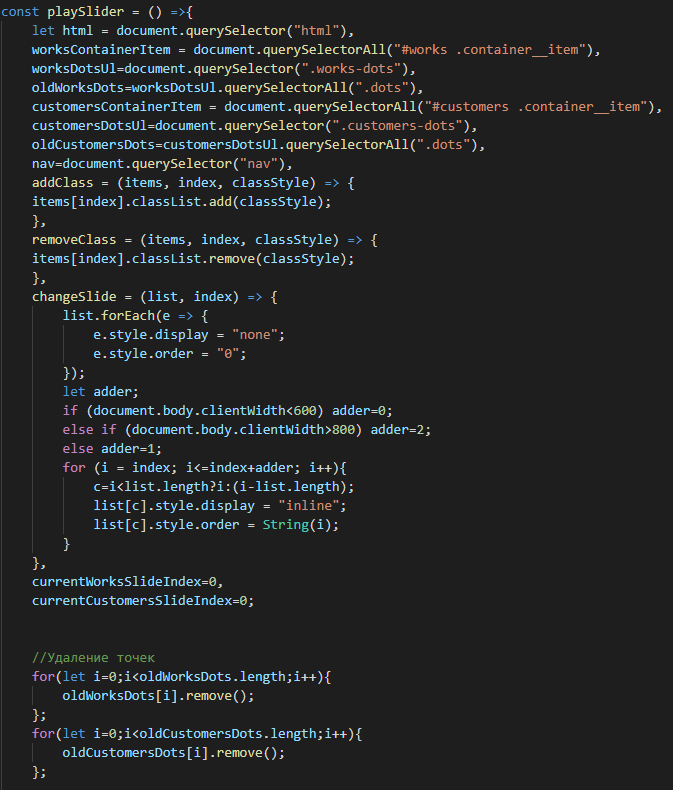 const playSlider = () =>{
let html = document.querySelector("html"),
worksContainerItem = document.querySelectorAll("#works .container__item"),
worksDotsUl=document.querySelector(".works-dots"),
oldWorksDots=worksDotsUl.querySelectorAll(".dots"),
customersContainerItem = document.querySelectorAll("#customers .container__item"),
customersDotsUl=document.querySelector(".customers-dots"),
oldCustomersDots=customersDotsUl.querySelectorAll(".dots"),
nav=document.querySelector("nav"),
addClass = (items, index, classStyle) => {
items[index].classList.add(classStyle);
},
removeClass = (items, index, classStyle) => {
items[index].classList.remove(classStyle);
},
changeSlide = (list, index) => {
list.forEach(e => {
e.style.display = "none";
e.style.order = "0";
});
let adder;
if (document.body.clientWidth<600) adder=0;
else if (document.body.clientWidth>800) adder=2;
else adder=1;
for (i = index; i<=index+adder; i++){
c=i<list.length?i:(i-list.length);
list[c].style.display = "inline";
list[c].style.order = String(i);
}
},
currentWorksSlideIndex=0,
currentCustomersSlideIndex=0;
//Удаление точек
for(let i=0;i<oldWorksDots.length;i++){
oldWorksDots[i].remove();
};
for(let i=0;i<oldCustomersDots.length;i++){
oldCustomersDots[i].remove();
};